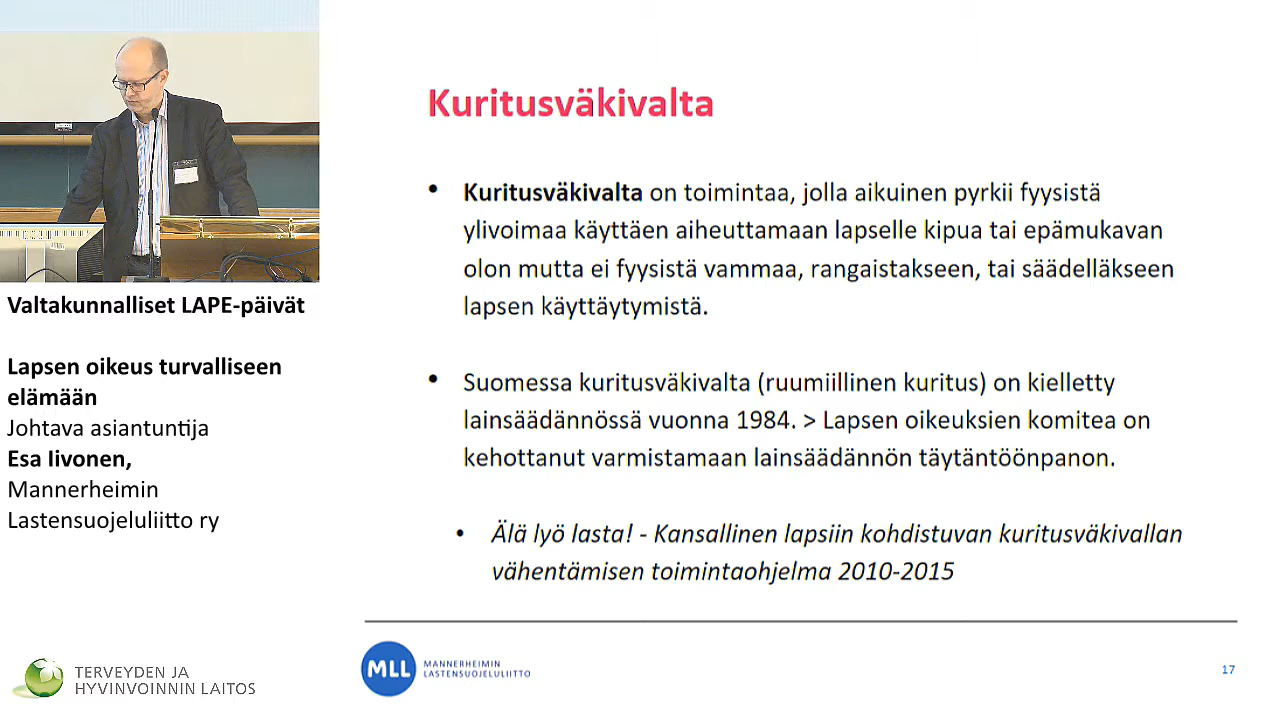 Valtakunnalliset LAPE-päivät
Lapsen oikeus turvalliseen
elämään
Johtava asiantuntija
Esa Iivonen,
Mannerheimin
Lastensuojeluliitto ry
TERVEYDEN JA
HYVINVOINNIN LAITOS
Kuritusväkivalta
• Kuritusväkivalta on toimintaa, jolla aikuinen pyrkii fyysistä
ylivoimaa käyttäen aiheuttamaan lapselle kipua tai epämukavan
olon mutta ei fyysistä vammaa, rangaistakseen, tai säädelläkseen
lapsen käyttäytymistä.
• Suomessa kuritusväkivalta (ruumiillinen kuritus) on kielletty
lainsäädännössä vuonna 1984. > Lapsen oikeuksien komitea on
kehottanut varmistamaan lainsäädännön täytäntöönpanon.
• Älä lyö lasta! - Kansallinen lapsiin kohdistuvan kuritusväkivallan
vähentämisen toimintaohjelma 2010-2015
MLL
MANNERHEIMIN
LASTENSUOJELULIITTO
17